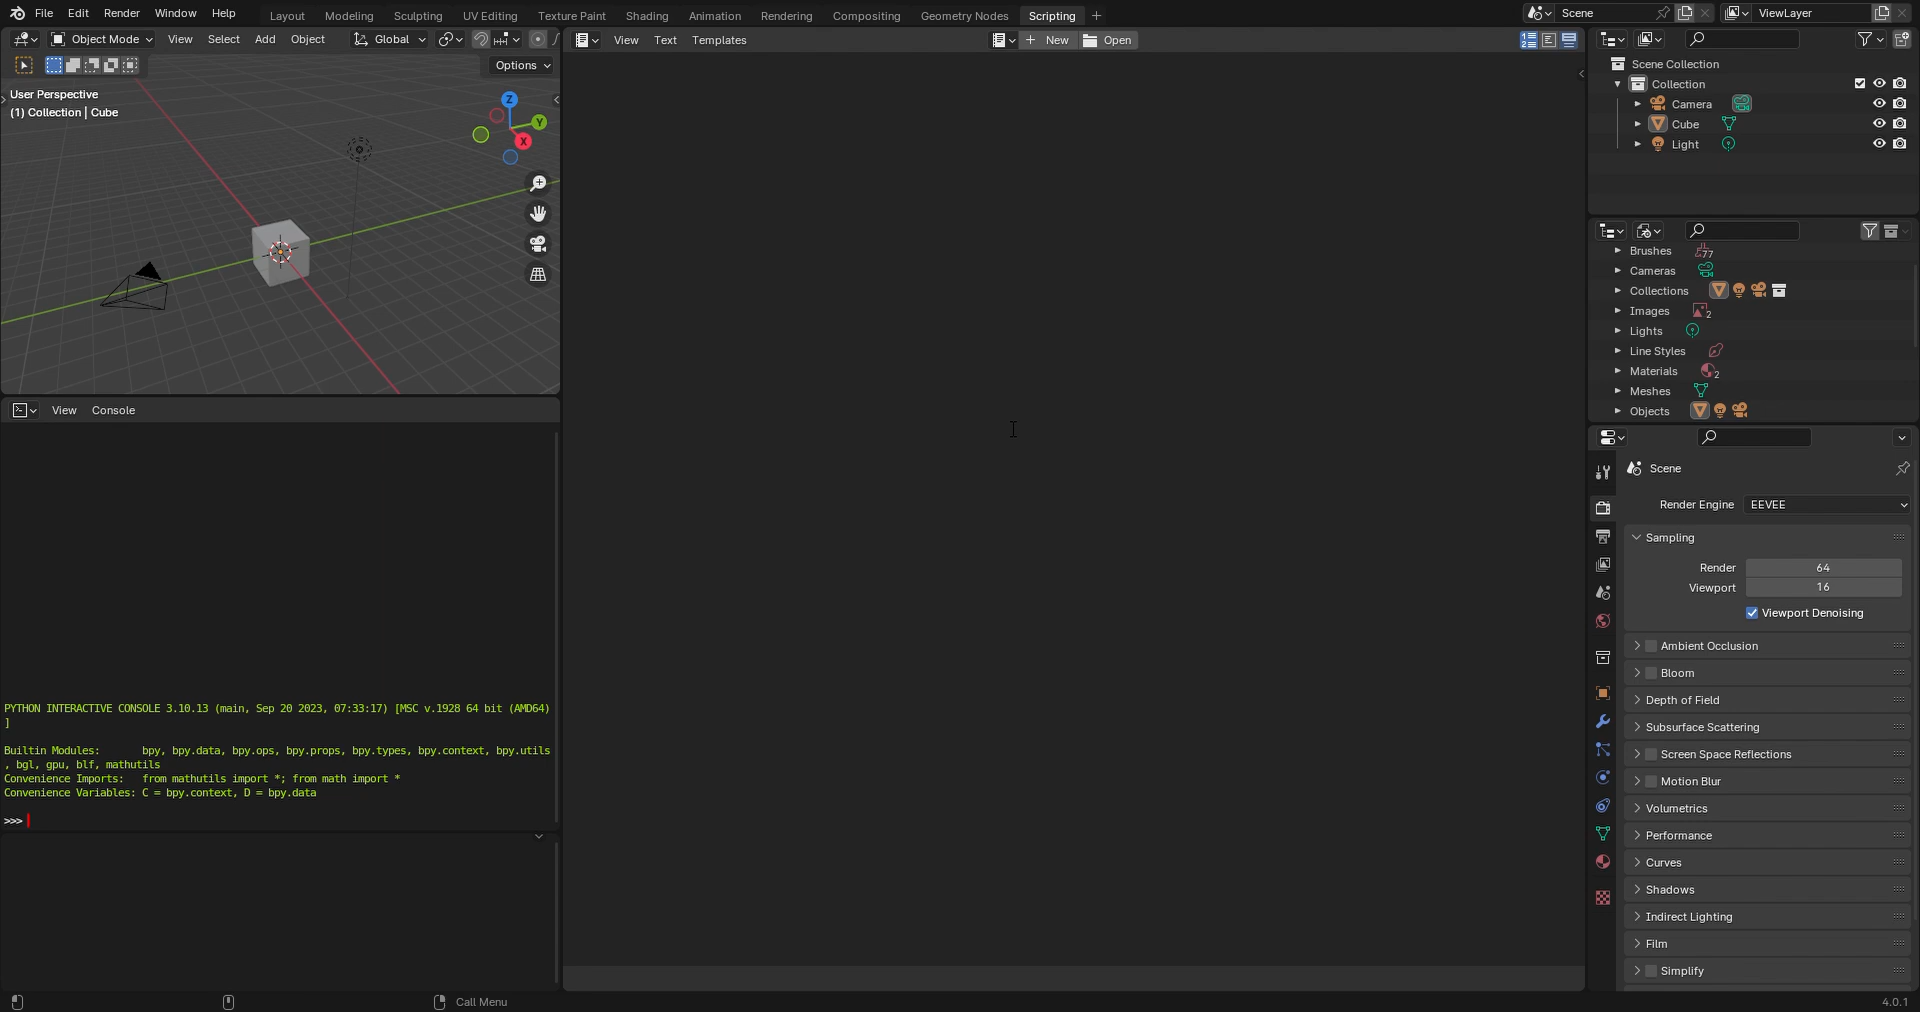 File Edit Render Window Help Layout Modeling Sculpting UV Editing Texture Paint Shading Animation Rendering Compositing Geometry Nodes Scripting + Scene ViewLayer
Object Mode View Select Add Object Global
Options
User Perspective
(1) Collection | Cube
Z
Y
X
View Console
PYTHON INTERACTIVE CONSOLE 3.10.13 (main, Sep 20 2023, 07:33:17) [MSC v.1928 64 bit (AMD64)
]
Builtin Modules: bpy, bpy.data, bpy.ops, bpy.props, bpy.types, bpy.context, bpy.utils
, bgl, gpu, blf, mathutils
Convenience Imports: from mathutils import *; from math import *
Convenience Variables: C = bpy.context, D = bpy.data
>>>
View Text Templates + New Open
Scene Collection
Collection
Camera
Cube
Light
Brushes 77
Cameras
Collections
Images 2
Lights
Line Styles
Materials 2
Meshes
Objects
Scene
Render Engine EEVEE
Sampling
Render 64
Viewport 16
Viewport Denoising
Ambient Occlusion
Bloom
Depth of Field
Subsurface Scattering
Screen Space Reflections
Motion Blur
Volumetrics
Performance
Curves
Shadows
Indirect Lighting
Film
Simplify
Call Menu 4.0.1